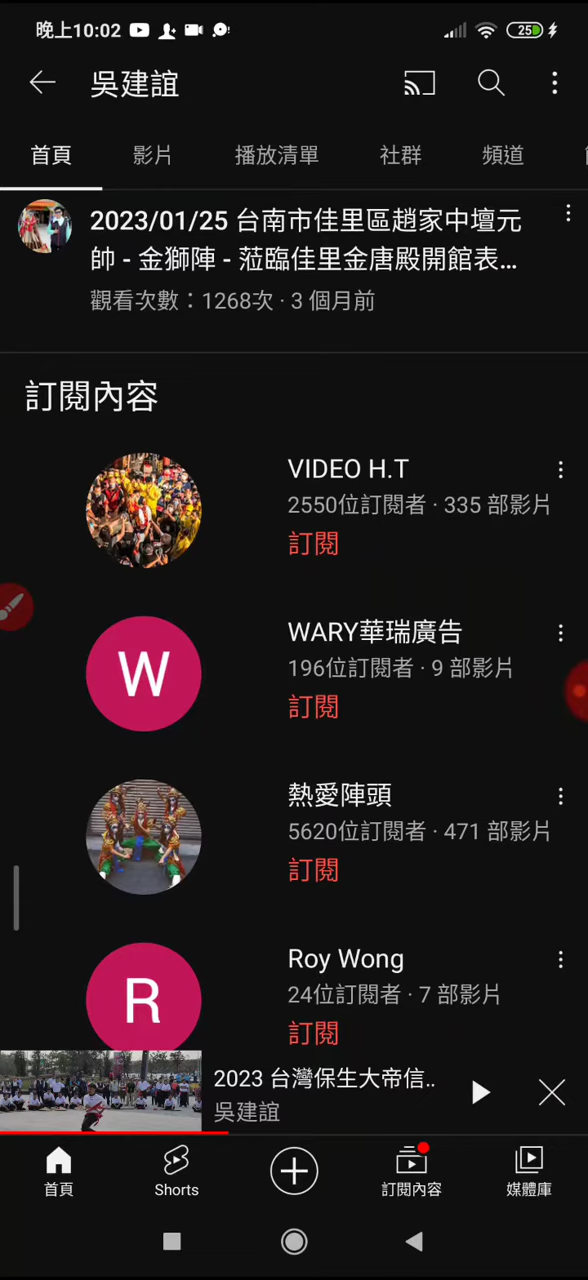 晚上10:02
25
吳建誼
首頁 影片 播放清單 社群 頻道
2023/01/25 台南市佳里區趙家中壇元
帥 - 金獅陣 - 蒞臨佳里金唐殿開館表...
觀看次數：1268次 · 3 個月前
訂閱內容
VIDEO H.T
2550位訂閱者 · 335 部影片
訂閱
W
WARY華瑞廣告
196位訂閱者 · 9 部影片
訂閱
熱愛陣頭
5620位訂閱者 · 471 部影片
訂閱
R
Roy Wong
24位訂閱者 · 7 部影片
訂閱
2023 台灣保生大帝信..
吳建誼
首頁 Shorts 訂閱內容 媒體庫